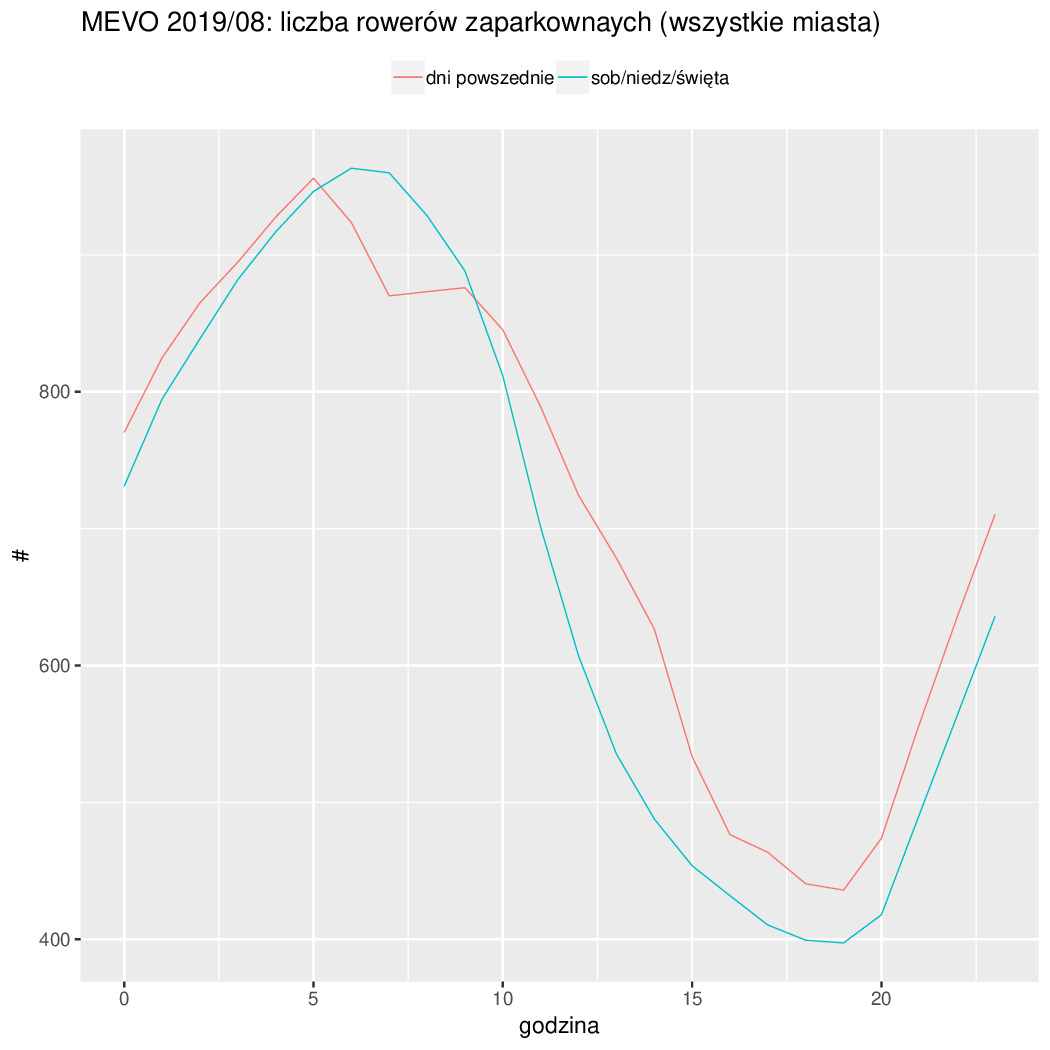 MEVO 2019/08: liczba rowerów zaparkownaych (wszystkie miasta)
dni powszednie sob/niedz/święta
#
800
600
400
0 5 10 15 20
godzina